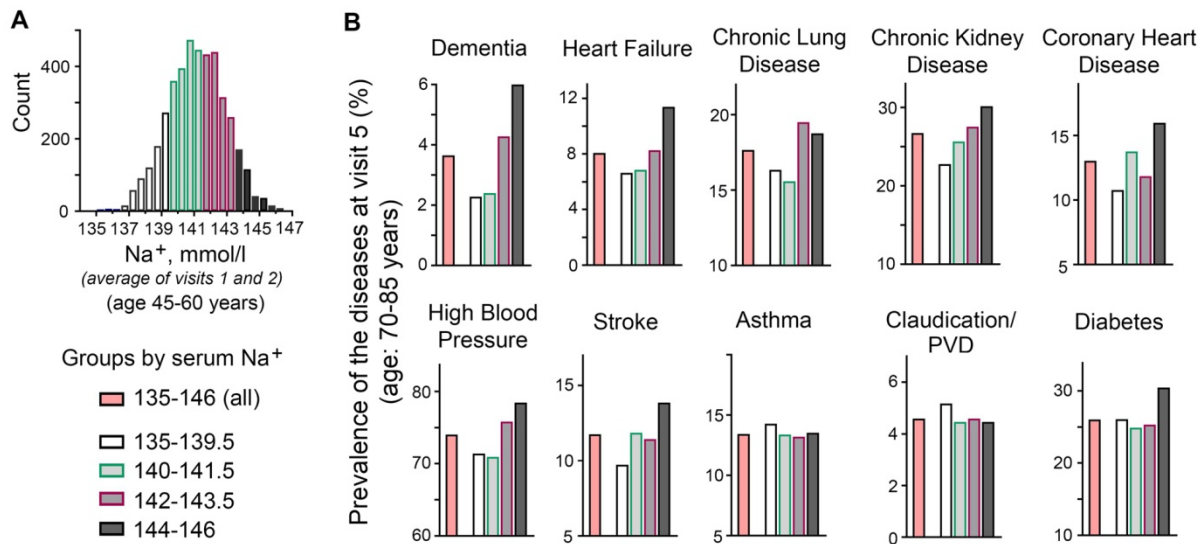 A
Count
400
200
0
135 137 139 141 143 145 147
Na+, mmol/l
(average of visits 1 and 2)
(age 45-60 years)
Groups by serum Na+
135-146 (all)
135-139.5
140-141.5
142-143.5
144-146
B
Prevalence of the diseases at visit 5 (%)
(age: 70-85 years)
Dementia
6
4
2
0
Heart Failure
12
8
4
0
Chronic Lung
Disease
20
15
10
Chronic Kidney
Disease
30
20
10
Coronary Heart
Disease
15
10
5
High Blood
Pressure
80
70
60
Stroke
15
10
5
Asthma
20
15
10
5
Claudication/
PVD
6
4
2
0
Diabetes
30
20
10